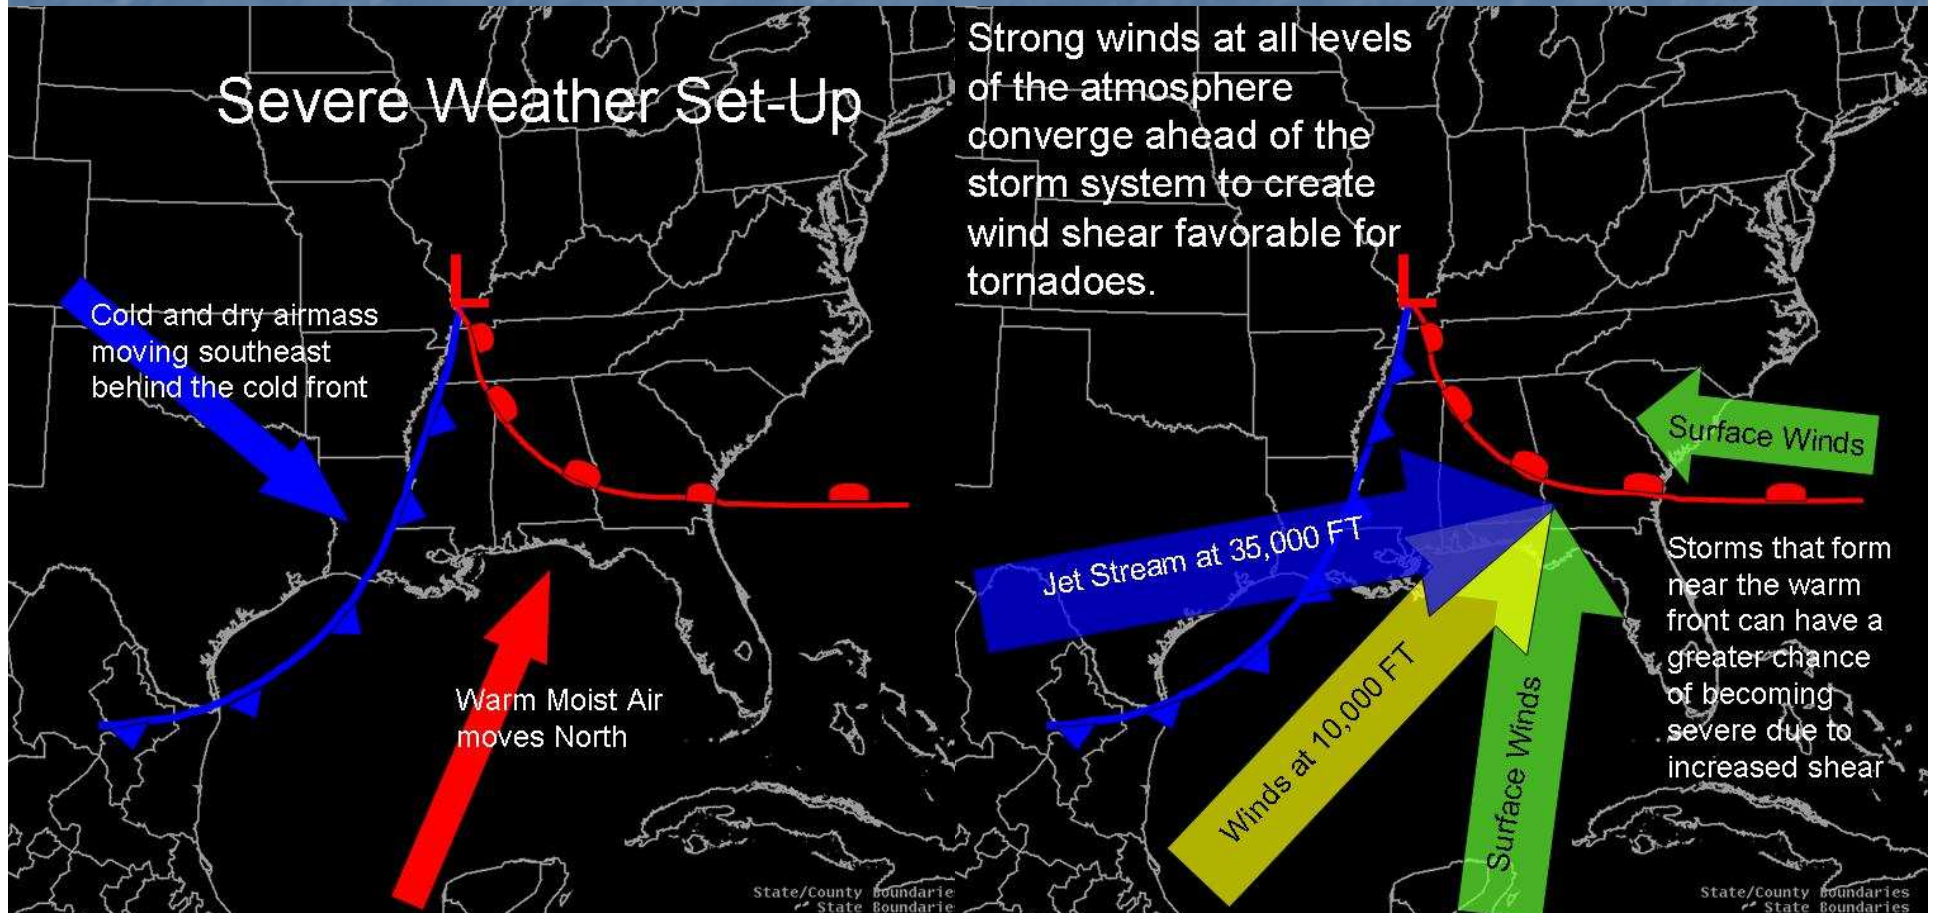 Severe Weather Set-Up
Cold and dry airmass
moving southeast
behind the cold front
L
Warm Moist Air
moves North
State/County Boundarie
State Boundarie
Strong winds at all levels
of the atmosphere
converge ahead of the
storm system to create
wind shear favorable for
tornadoes.
L
Surface Winds
Jet Stream at 35,000 FT
Winds at 10,000 FT
Surface Winds
Storms that form
near the warm
front can have a
greater chance
of becoming
severe due to
increased shear
State/County Boundaries
State Boundaries